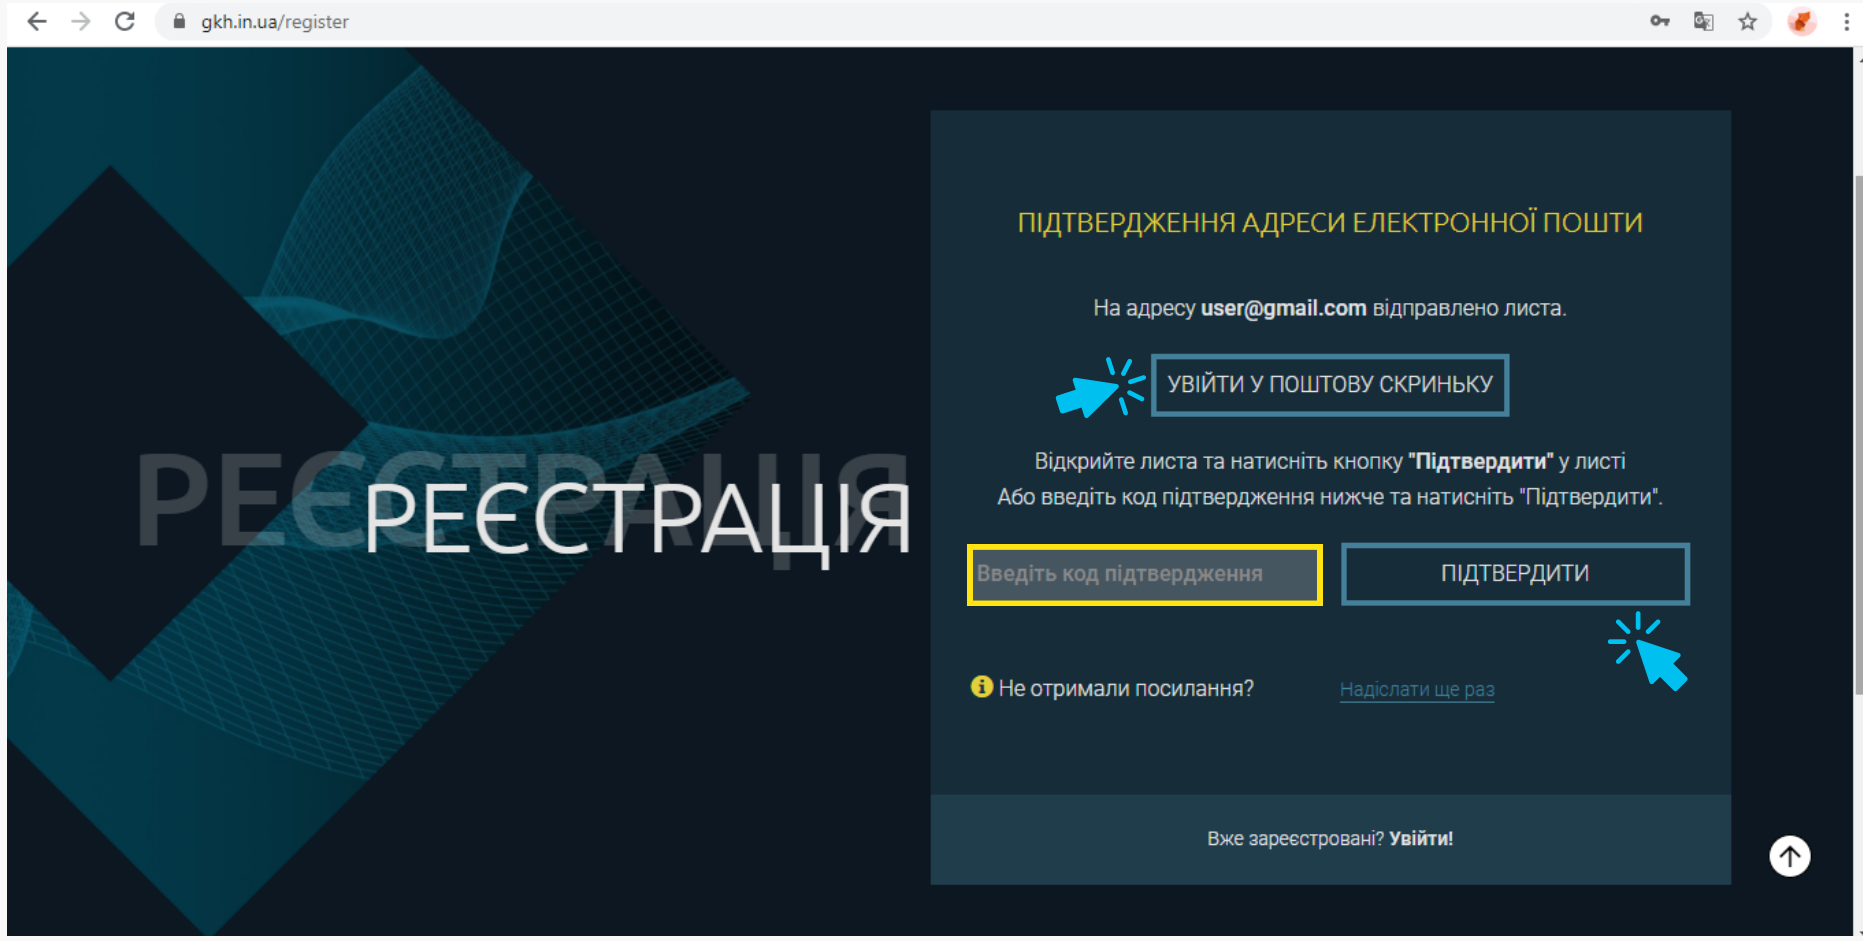 gkh.in.ua/register
РЕЄСТРАЦІЯ
РЕЄСТРАЦІЯ
ПІДТВЕРДЖЕННЯ АДРЕСИ ЕЛЕКТРОННОЇ ПОШТИ
На адресу user@gmail.com відправлено листа.
УВІЙТИ У ПОШТОВУ СКРИНЬКУ
Відкрийте листа та натисніть кнопку "Підтвердити" у листі
Або введіть код підтвердження нижче та натисніть "Підтвердити".
Введіть код підтвердження
ПІДТВЕРДИТИ
Не отримали посилання? Надіслати ще раз
Вже зареєстровані? Увійти!